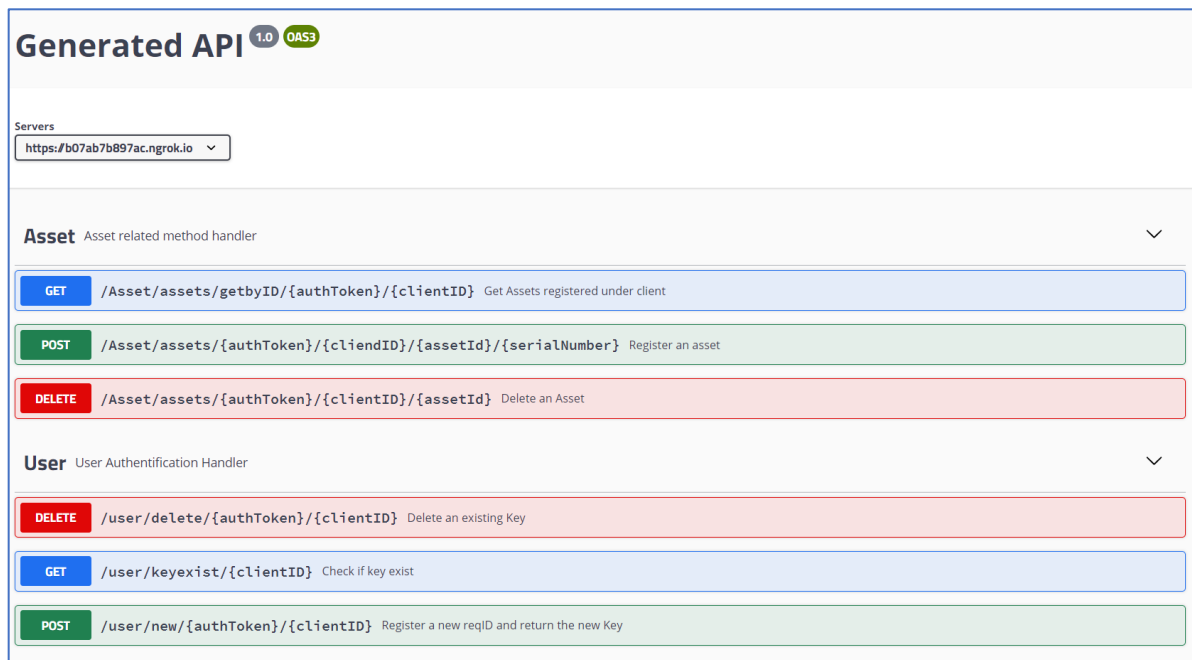 Generated API 1.0 OAS3
Servers
https://b07ab7b897ac.ngrok.io
Asset Asset related method handler
GET /Asset/assets/getbyID/{authToken}/{clientID} Get Assets registered under client
POST /Asset/assets/{authToken}/{cliendID}/{assetId}/{serialNumber} Register an asset
DELETE /Asset/assets/{authToken}/{clientID}/{assetId} Delete an Asset
User User Authentification Handler
DELETE /user/delete/{authToken}/{clientID} Delete an existing Key
GET /user/keyexist/{clientID} Check if key exist
POST /user/new/{authToken}/{clientID} Register a new reqID and return the new Key